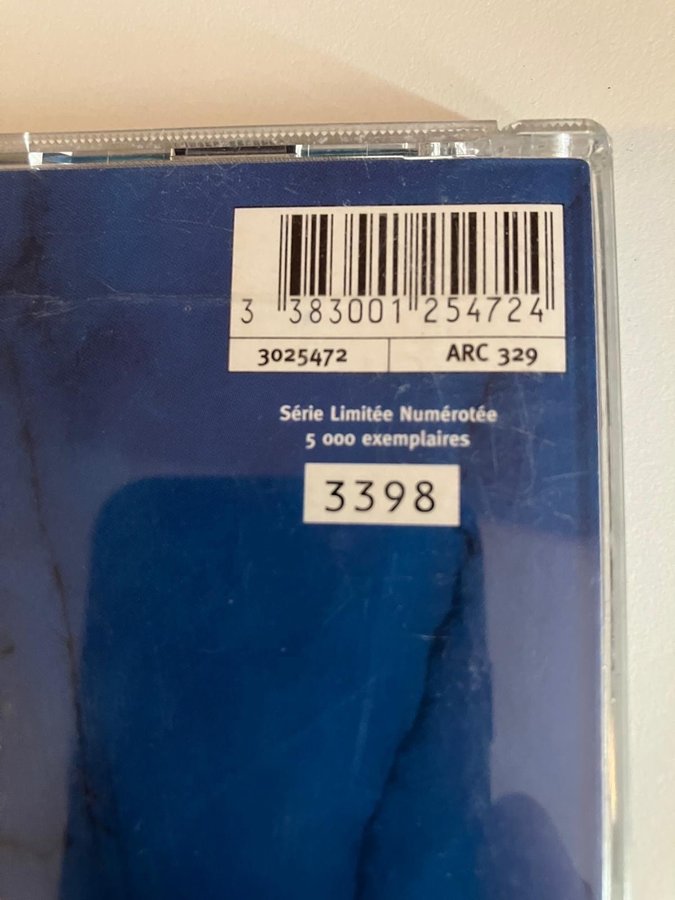 3 383001 254724
3025472 ARC 329
Série Limitée Numérotée
5 000 exemplaires
3398